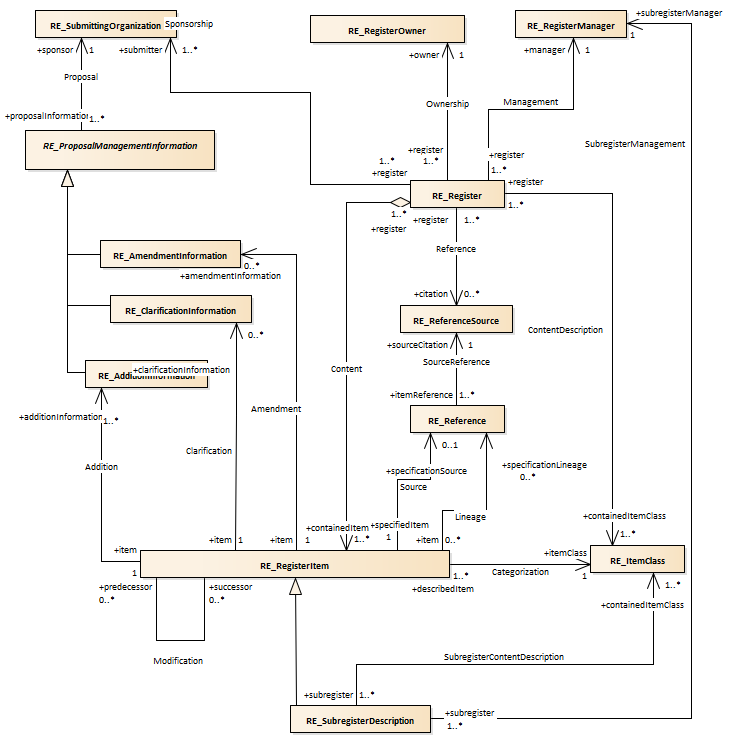 RE_SubmittingOrganization
Sponsorship
RE_RegisterOwner
RE_RegisterManager
+subregisterManager
1
+sponsor 1
+submitter 1..*
+owner 1
+manager 1
Proposal
Ownership
Management
+proposalInformation 1..*
RE_ProposalManagementInformation
SubregisterManagement
+register
1..*
1..*
+register
+register
1..*
RE_Register
+register
1..*
1..*
+register
+register 1..*
Reference
RE_AmendmentInformation
0..*
+amendmentInformation
+citation 0..*
RE_ClarificationInformation
0..*
RE_ReferenceSource
ContentDescription
+sourceCitation 1
SourceReference
Content
RE_AdditionInformation
+clarificationInformation
+itemReference 1..*
Amendment
+additionInformation 1..*
RE_Reference
0..1
Clarification
Addition
+specificationSource
+specificationLineage
0..*
Source
Lineage
+containedItemClass
1..*
+item
1
+item 1
+item 1
+containedItem
1..*
+specifiedItem
1
+item 0..*
RE_RegisterItem
+itemClass
1
Categorization
RE_ItemClass
1..*
+describedItem
+predecessor
0..*
+successor
0..*
1..*
+containedItemClass
Modification
SubregisterContentDescription
+subregister 1..*
RE_SubregisterDescription
+subregister
1..*